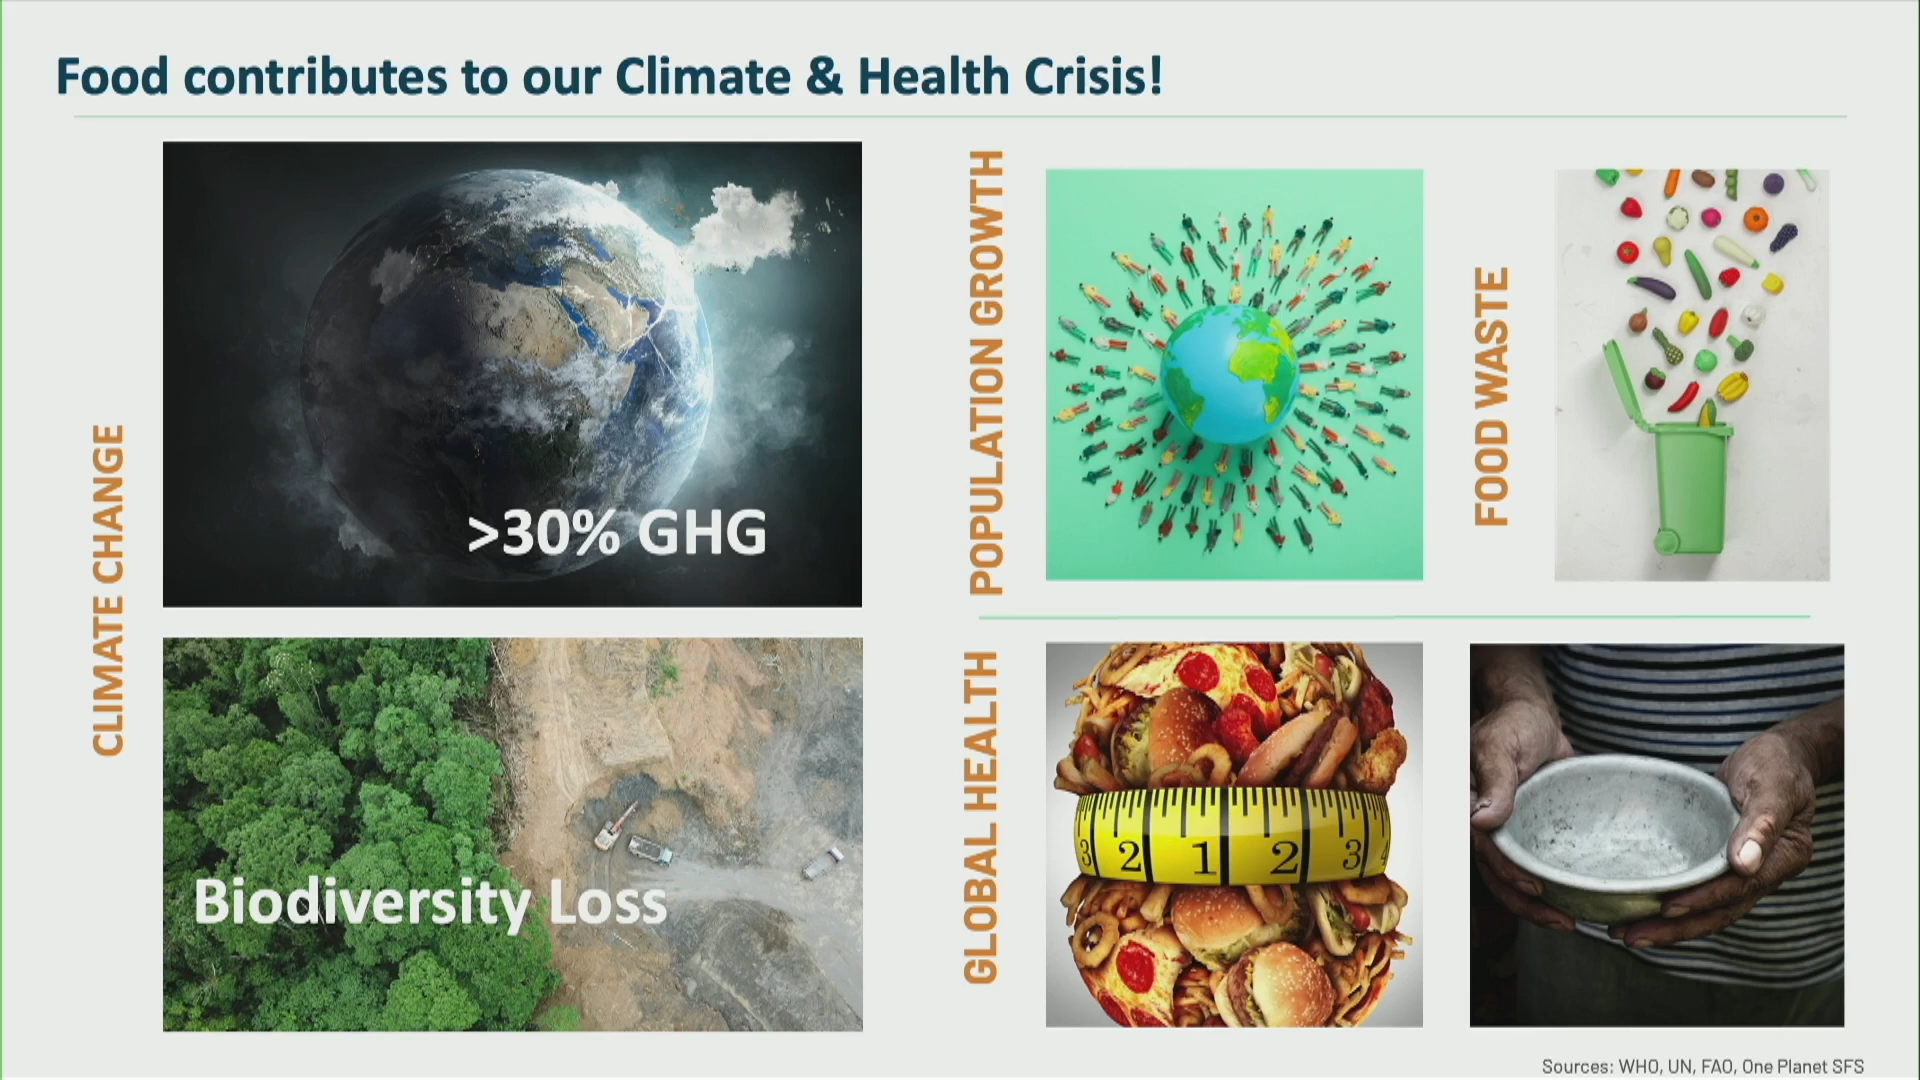 Food contributes to our Climate & Health Crisis!
CLIMATE CHANGE
>30% GHG
Biodiversity Loss
POPULATION GROWTH
FOOD WASTE
GLOBAL HEALTH
3 2 1 2 3 4
Sources: WHO, UN, FAO, One Planet SFS